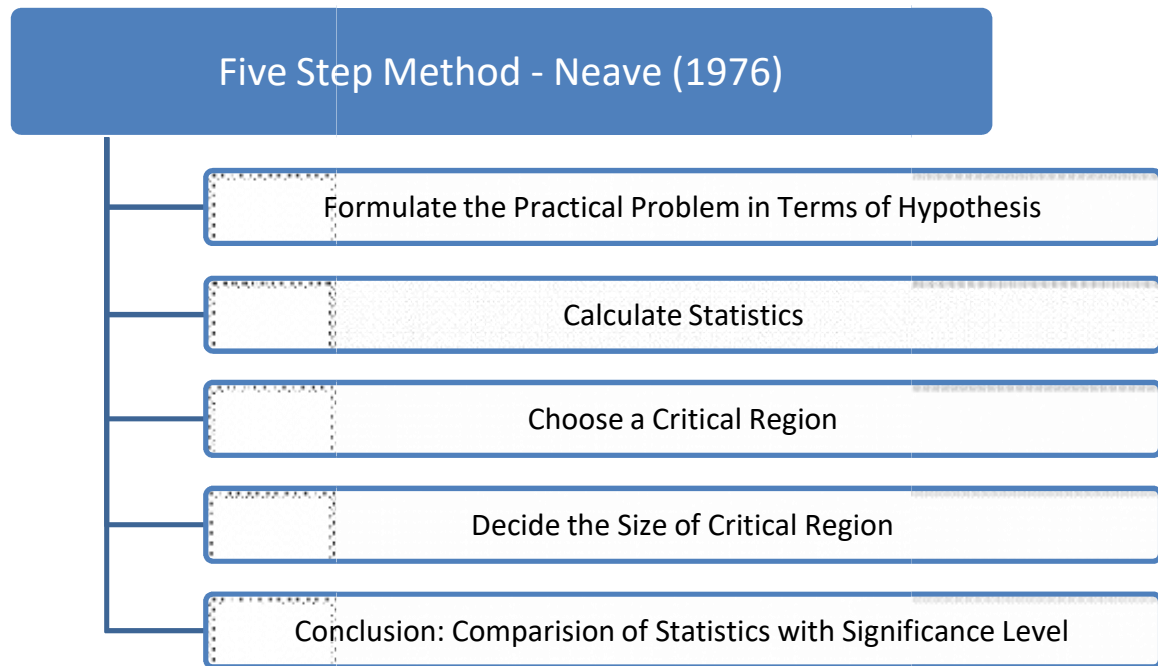 Five Step Method - Neave (1976)
Formulate the Practical Problem in Terms of Hypothesis
Calculate Statistics
Choose a Critical Region
Decide the Size of Critical Region
Conclusion: Comparision of Statistics with Significance Level